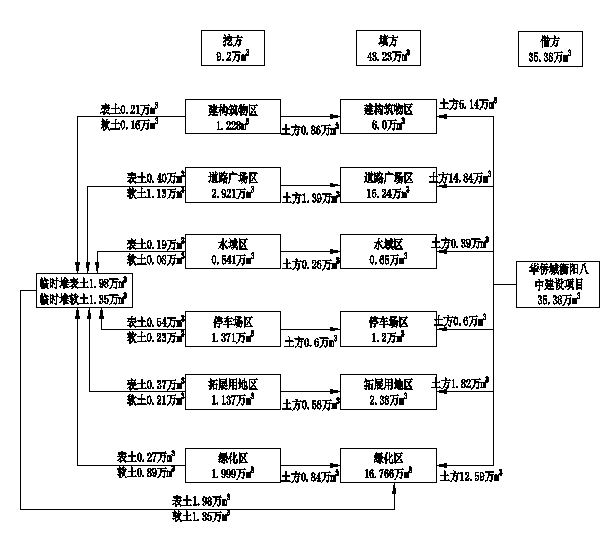 挖方
9.2万m³
填方
43.23万m³
借方
35.38万m³
表土0.21万m³
软土0.16万m³
建构筑物区
1.228m³
土方0.86万m³
建构筑物区
6.0万m³
土方5.14万m³
表土0.40万m³
软土1.13万m³
道路广场区
2.921万m³
土方1.39万m³
道路广场区
16.24万m³
土方14.84万m³
表土0.19万m³
软土0.08万m³
水域区
0.541万m³
土方0.26万m³
水域区
0.65万m³
土方0.39万m³
临时堆表土1.98万m³
临时堆软土1.35万m³
华侨城衡阳八
中建设项目
35.38万m³
表土0.54万m³
软土0.23万m³
停车场区
1.371万m³
土方0.6万m³
停车场区
1.2万m³
土方0.6万m³
表土0.37万m³
软土0.21万m³
拓展用地区
1.137万m³
土方0.56万m³
拓展用地区
2.38万m³
土方1.82万m³
表土0.27万m³
软土0.89万m³
绿化区
1.999万m³
土方0.84万m³
绿化区
16.766万m³
土方12.59万m³
表土1.98万m³
软土1.35万m³